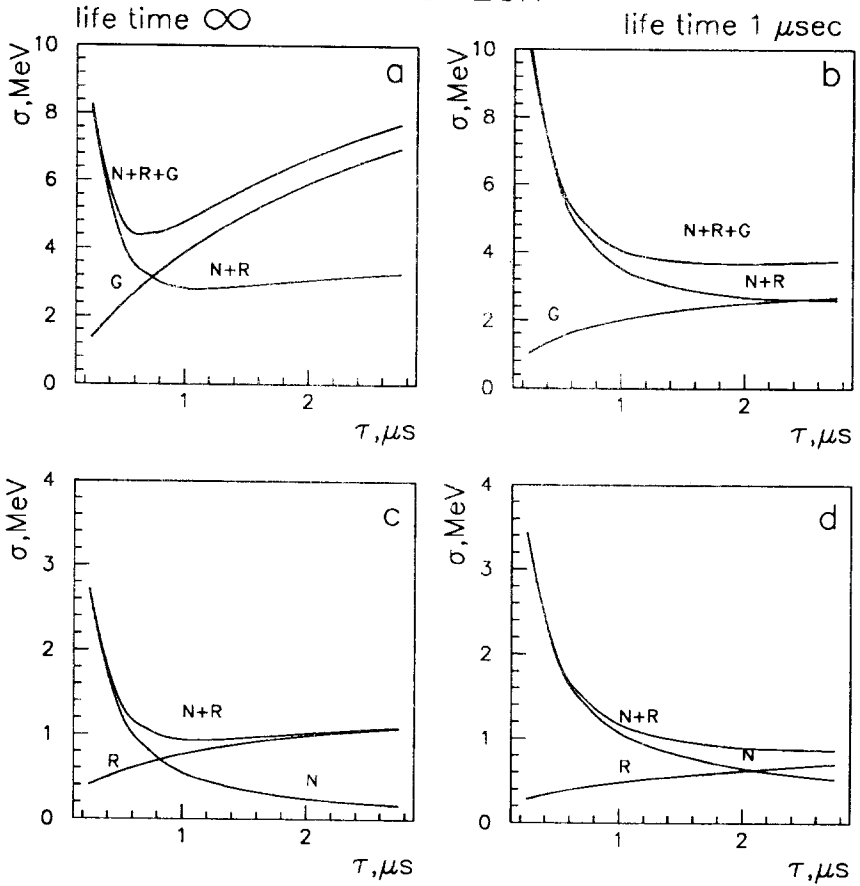 life time ∞
life time 1 μsec
a
σ,MeV
10
8
6
4
2
0
N+R+G
G
N+R
1
2
τ,μs
b
σ,MeV
10
8
6
4
2
0
N+R+G
N+R
G
1
2
τ,μs
c
σ,MeV
4
3
2
1
0
N+R
R
N
1
2
τ,μs
d
σ,MeV
4
3
2
1
0
N+R
N
R
1
2
τ,μs